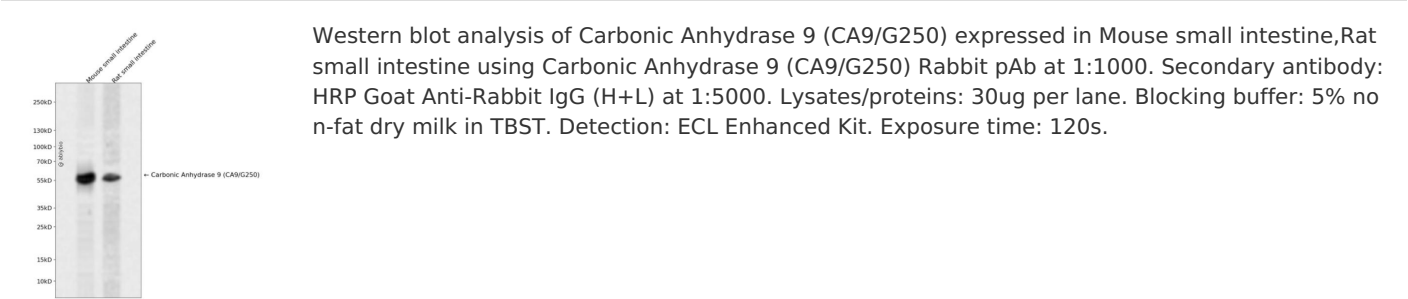 Mouse small intestine
Rat small intestine
250kD
130kD
100kD
70kD
55kD
35kD
25kD
15kD
10kD
@ abybio
← Carbonic Anhydrase 9 (CA9/G250)
Western blot analysis of Carbonic Anhydrase 9 (CA9/G250) expressed in Mouse small intestine,Rat
small intestine using Carbonic Anhydrase 9 (CA9/G250) Rabbit pAb at 1:1000. Secondary antibody:
HRP Goat Anti-Rabbit IgG (H+L) at 1:5000. Lysates/proteins: 30ug per lane. Blocking buffer: 5% no
n-fat dry milk in TBST. Detection: ECL Enhanced Kit. Exposure time: 120s.